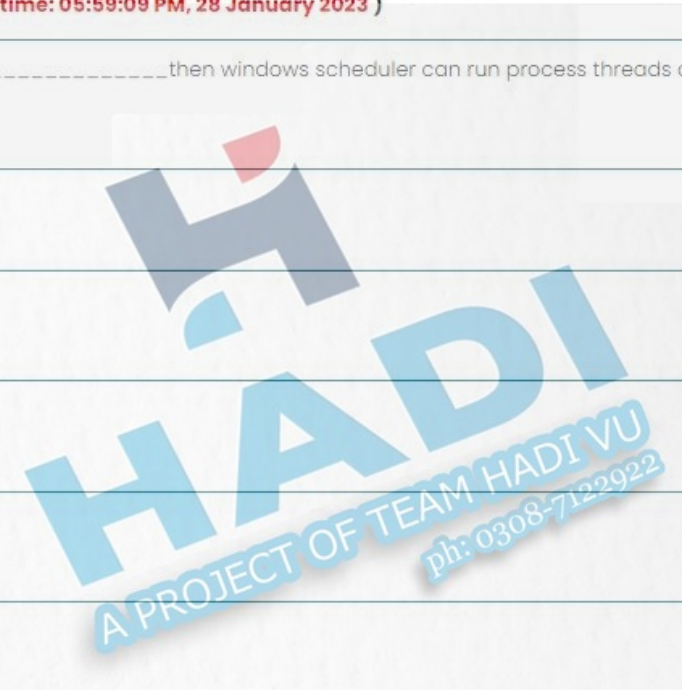 time: 05:59:09 PM, 28 January 2023 )
_____________then windows scheduler can run process threads
HADI
A PROJECT OF TEAM HADI VU
ph: 0308-7122922